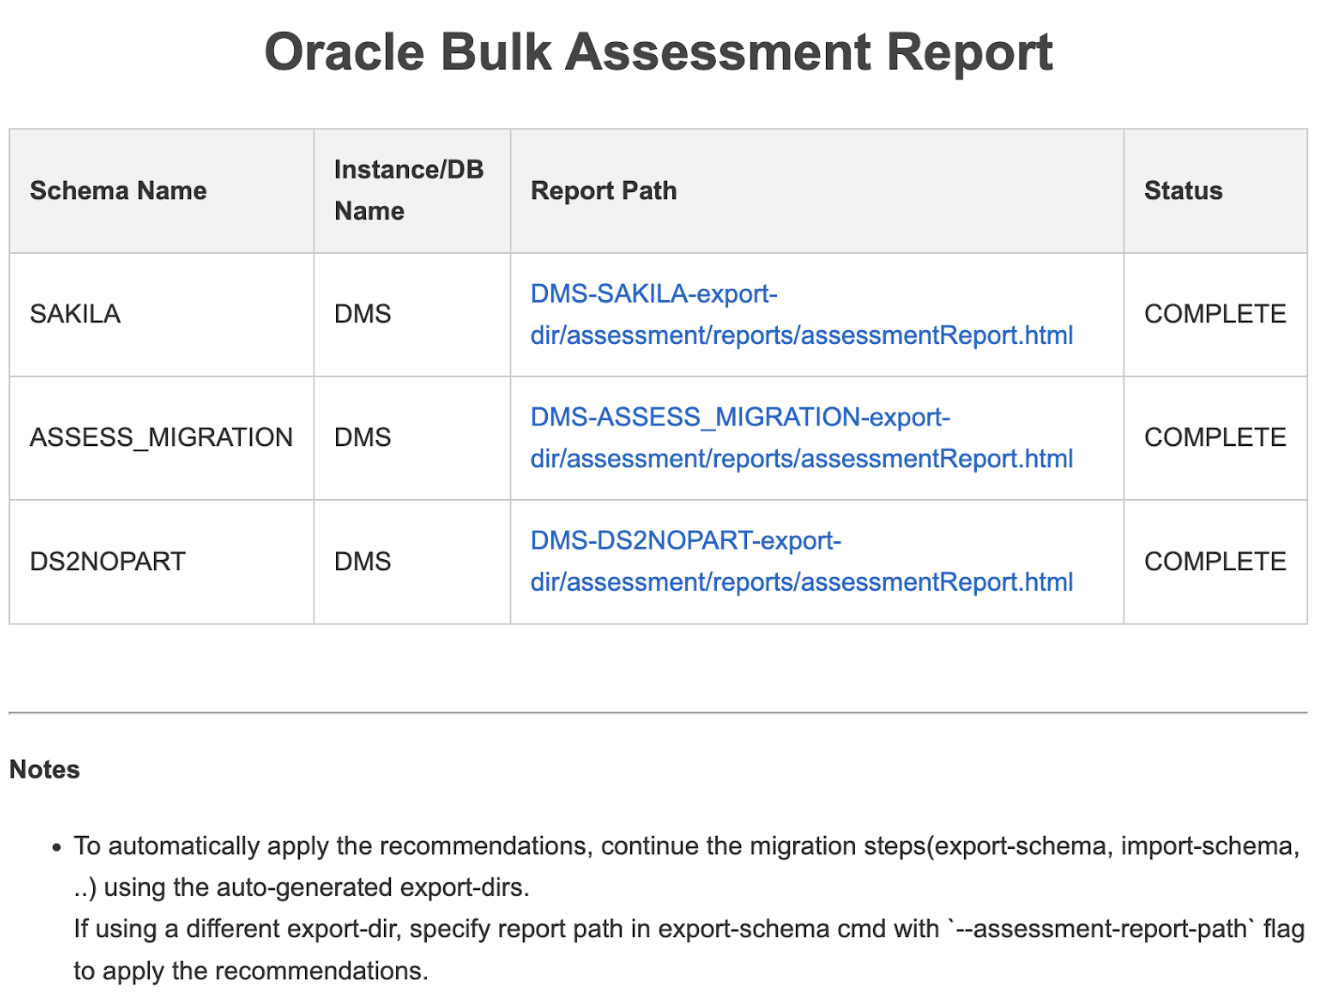 Oracle Bulk Assessment Report
Schema Name
Instance/DB
Name
Report Path
Status
SAKILA
DMS
DMS-SAKILA-export-
dir/assessment/reports/assessmentReport.html
COMPLETE
ASSESS_MIGRATION
DMS
DMS-ASSESS_MIGRATION-export-
dir/assessment/reports/assessmentReport.html
COMPLETE
DS2NOPART
DMS
DMS-DS2NOPART-export-
dir/assessment/reports/assessmentReport.html
COMPLETE
Notes
• To automatically apply the recommendations, continue the migration steps(export-schema, import-schema,
..) using the auto-generated export-dirs.
If using a different export-dir, specify report path in export-schema cmd with `--assessment-report-path` flag
to apply the recommendations.